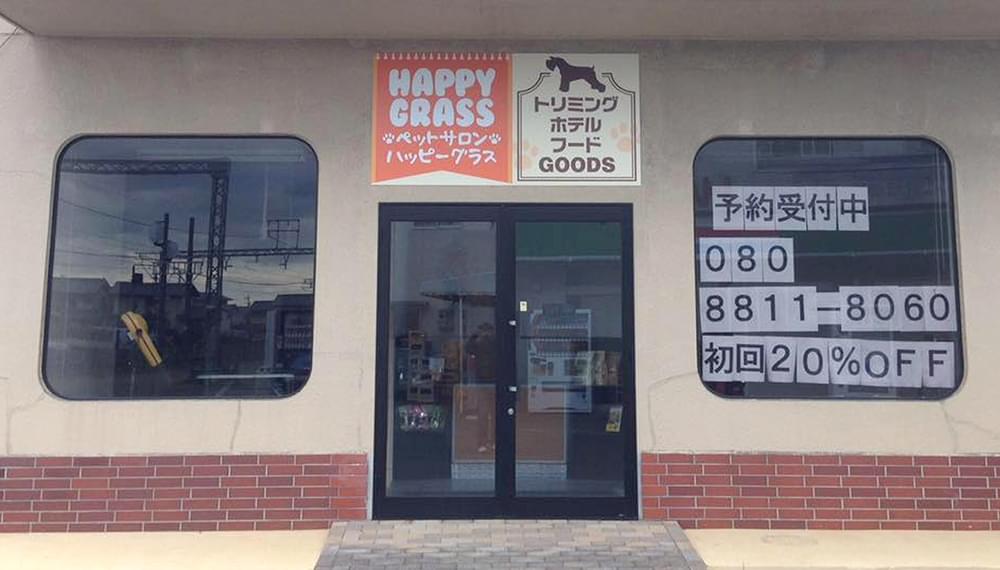 HAPPY
GRASS
ペットサロン
ハッピーグラス
トリミング
ホテル
フード
GOODS
予約受付中
080
8811-8060
初回20%OFF